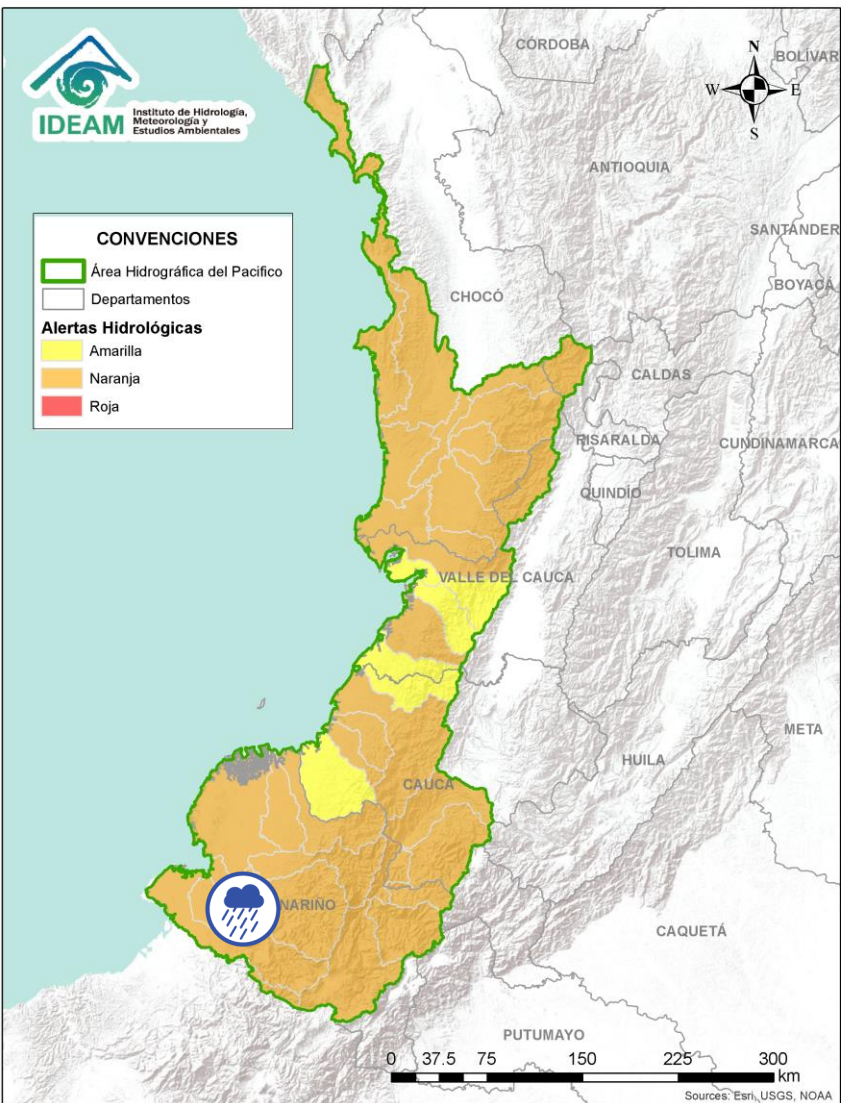 IDEAM
Instituto de Hidrología,
Meteorología y
Estudios Ambientales
CONVENCIONES
Área Hidrográfica del Pacifico
Departamentos
Alertas Hidrológicas
Amarilla
Naranja
Roja
N
W
E
S
CÓRDOBA
BOLÍVAR
ANTIOQUIA
SANTANDER
BOYACÁ
CHOCÓ
CALDAS
RISARALDA
CUNDINAMARCA
QUINDÍO
TOLIMA
VALLE DEL CAUCA
META
HUILA
CAUCA
NARIÑO
CAQUETÁ
PUTUMAYO
0 37.5 75 150 225 300
km
Sources: Esri, USGS, NOAA